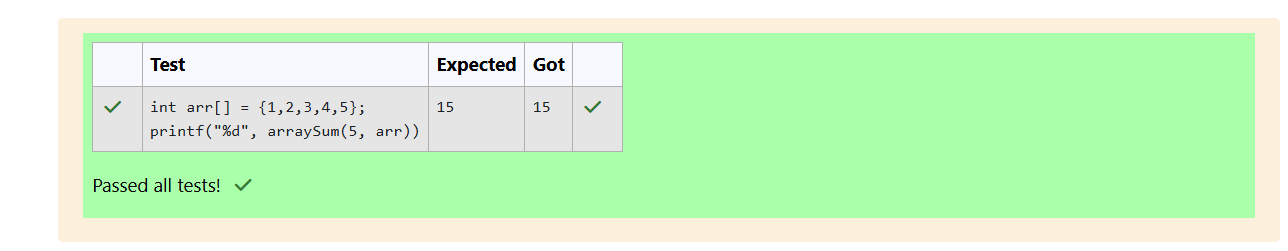 Test Expected Got
int arr[] = {1,2,3,4,5}; 15 15
printf("%d", arraySum(5, arr))
Passed all tests!